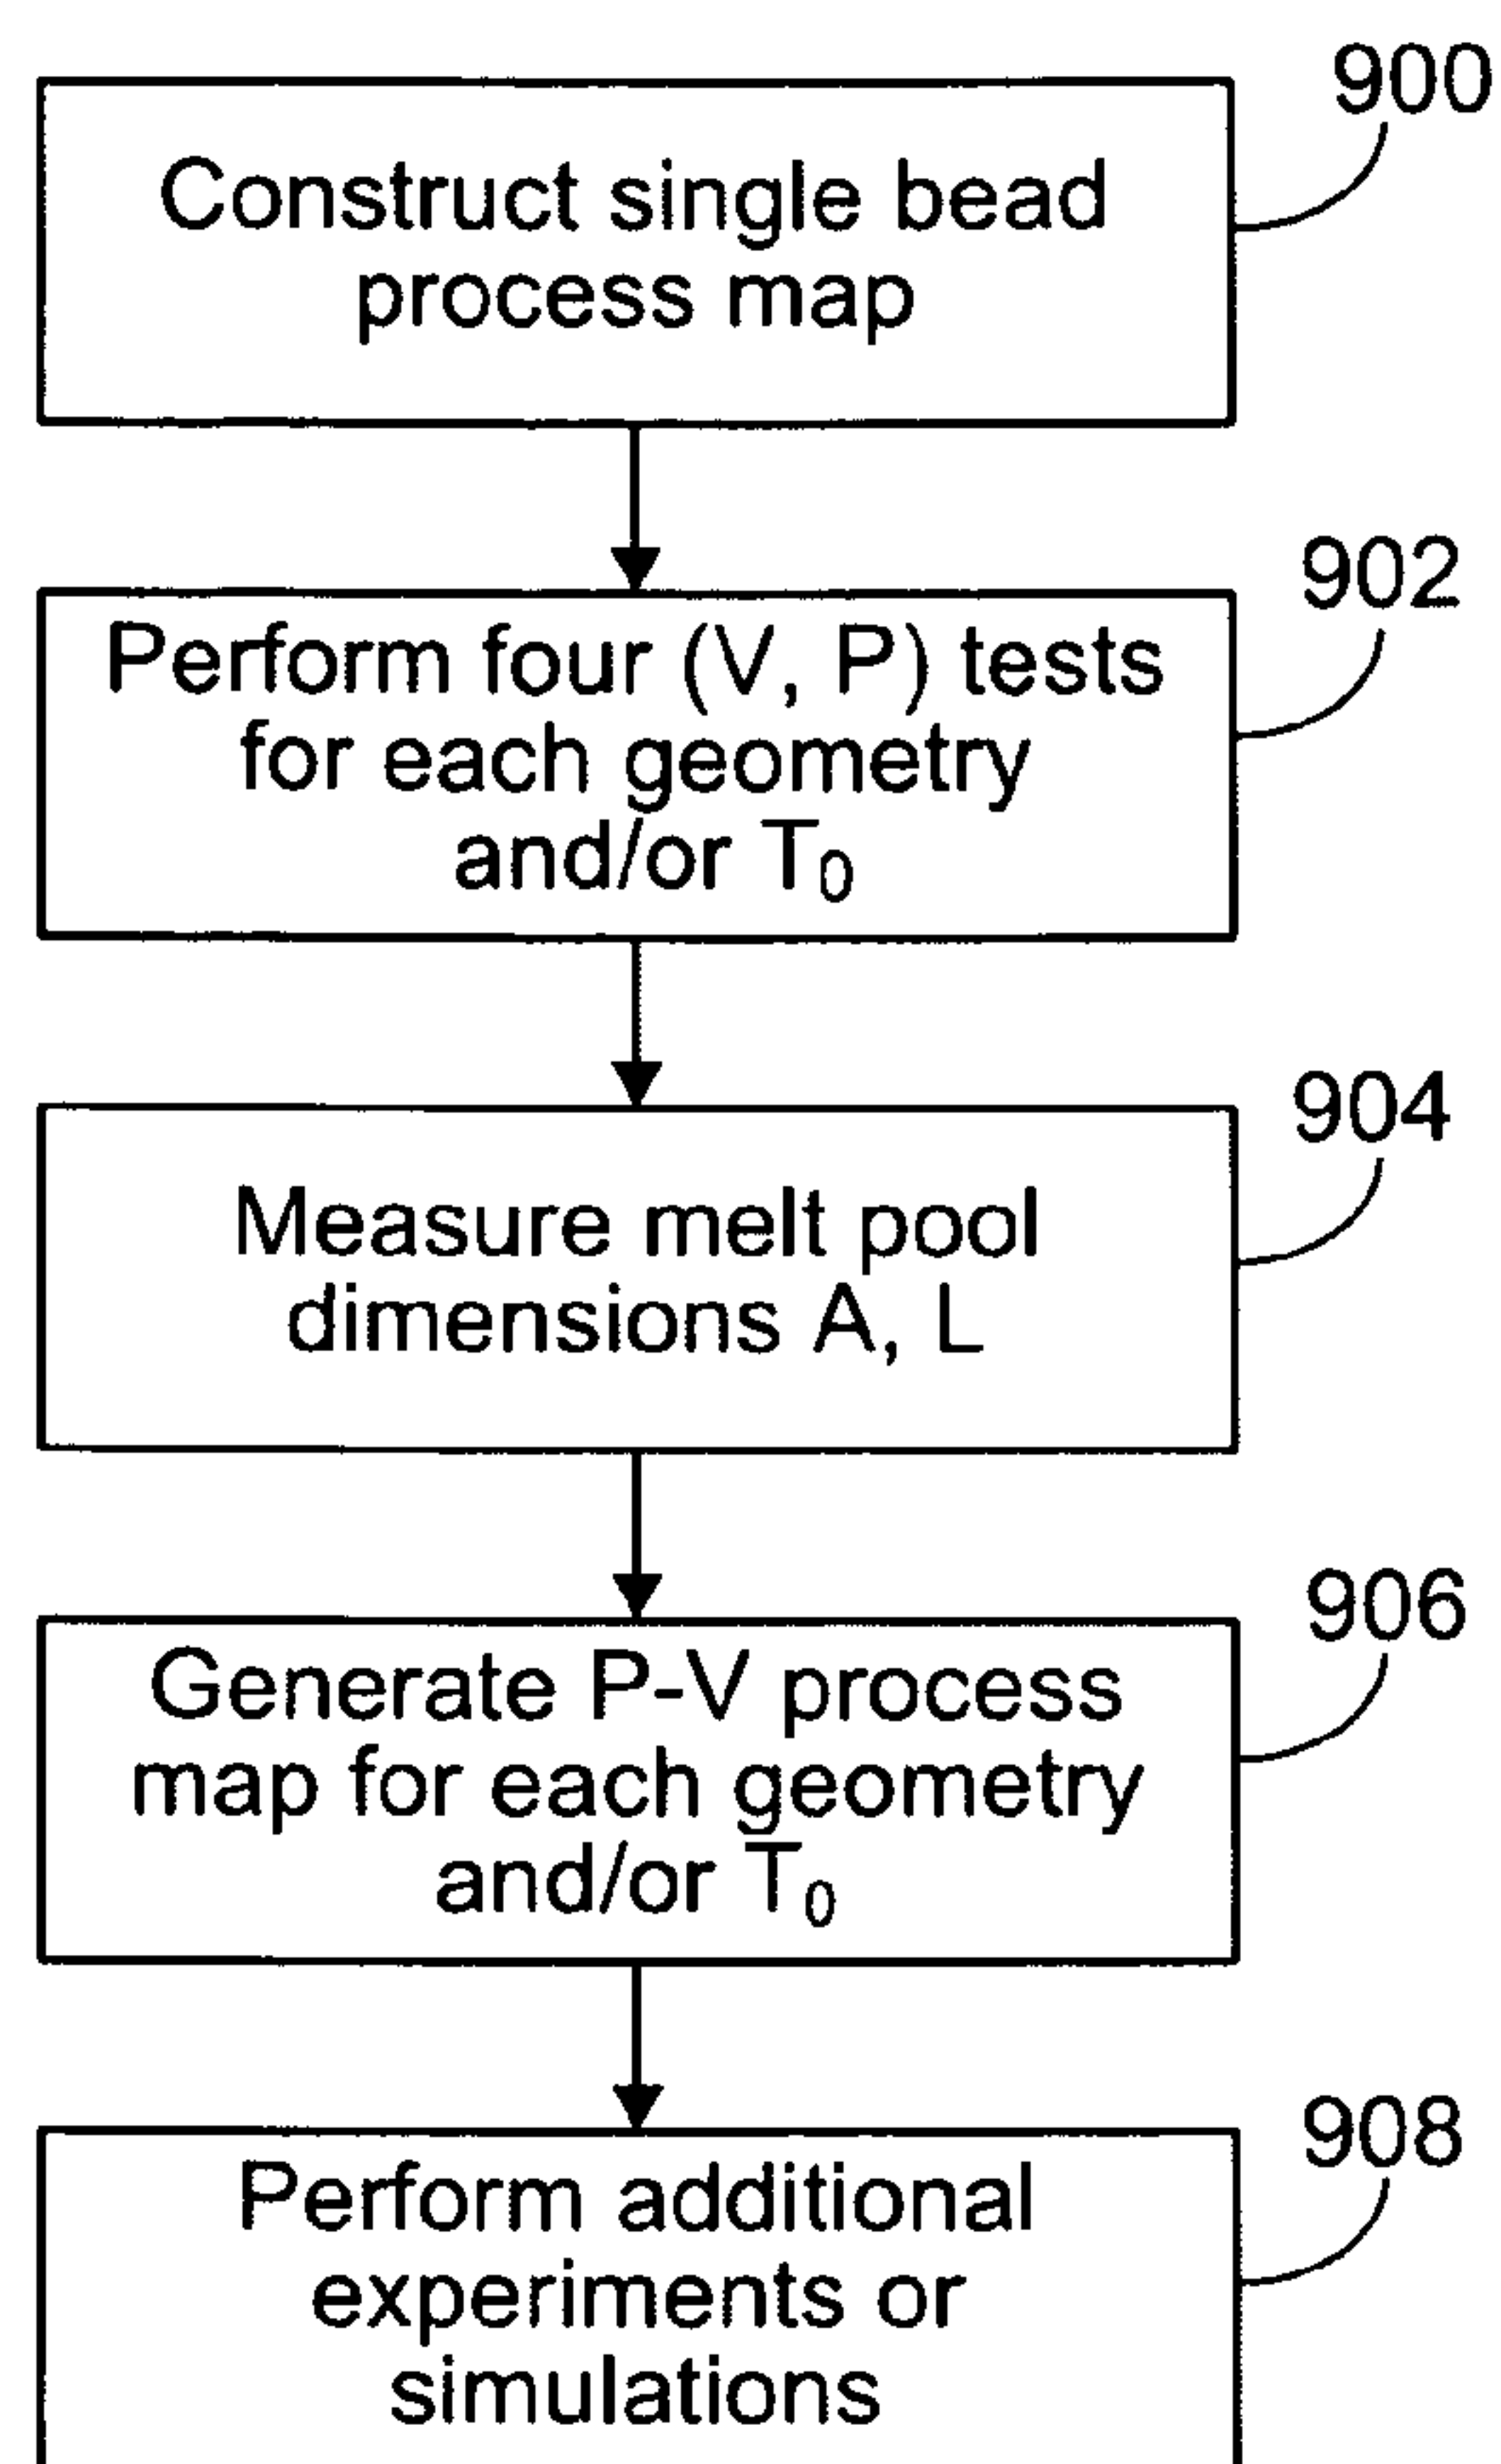 900
Construct single bead
process map
902
Perform four (V, P) tests
for each geometry
and/or T₀
904
Measure melt pool
dimensions A, L
906
Generate P-V process
map for each geometry
and/or T₀
908
Perform additional
experiments or
simulations